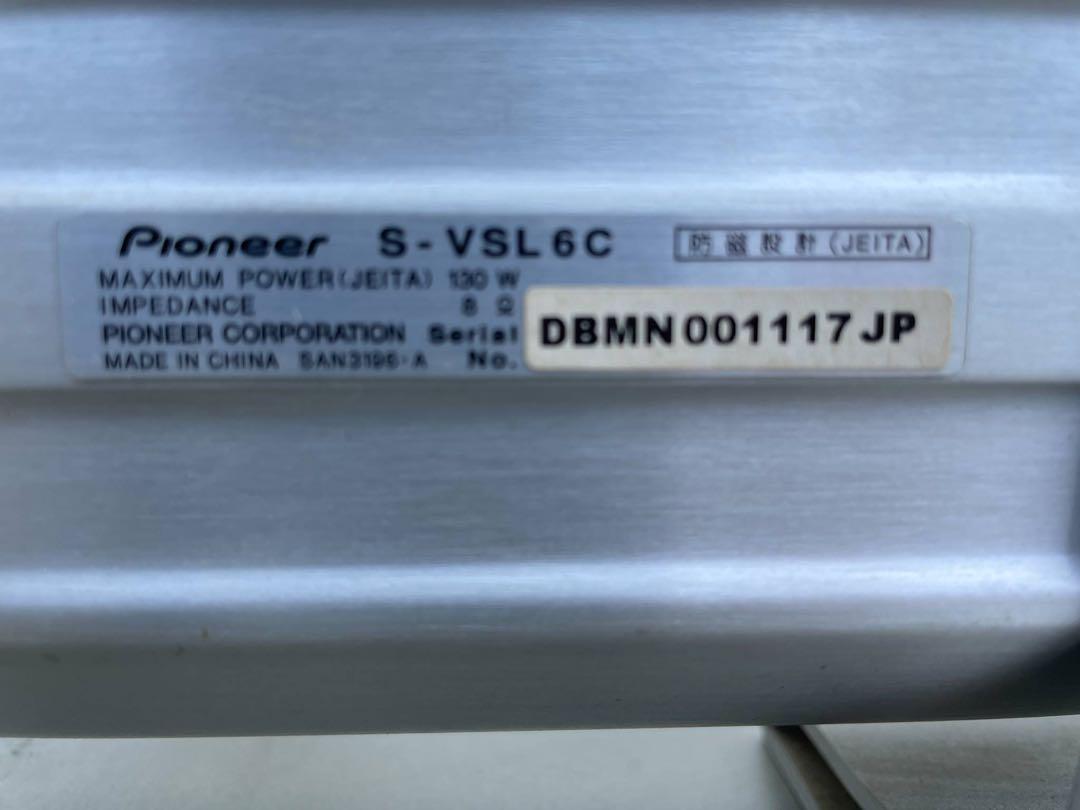 Pioneer S-VSL6C 防磁設計(JEITA)
MAXIMUM POWER(JEITA) 130 W
IMPEDANCE 8 Ω
PIONEER CORPORATION Serial No. DBMN001117JP
MADE IN CHINA SAN3196-A